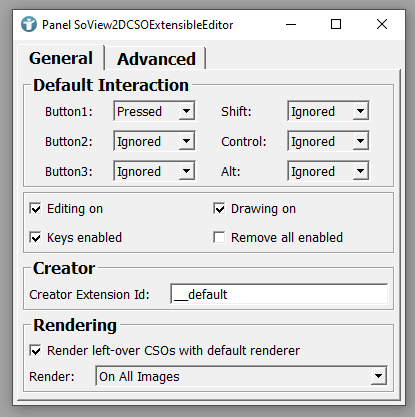 Panel SoView2DCSOExtensibleEditor
General Advanced
Default Interaction
Button1: Pressed Shift: Ignored
Button2: Ignored Control: Ignored
Button3: Ignored Alt: Ignored
Editing on Drawing on
Keys enabled Remove all enabled
Creator
Creator Extension Id: __default
Rendering
Render left-over CSOs with default renderer
Render: On All Images